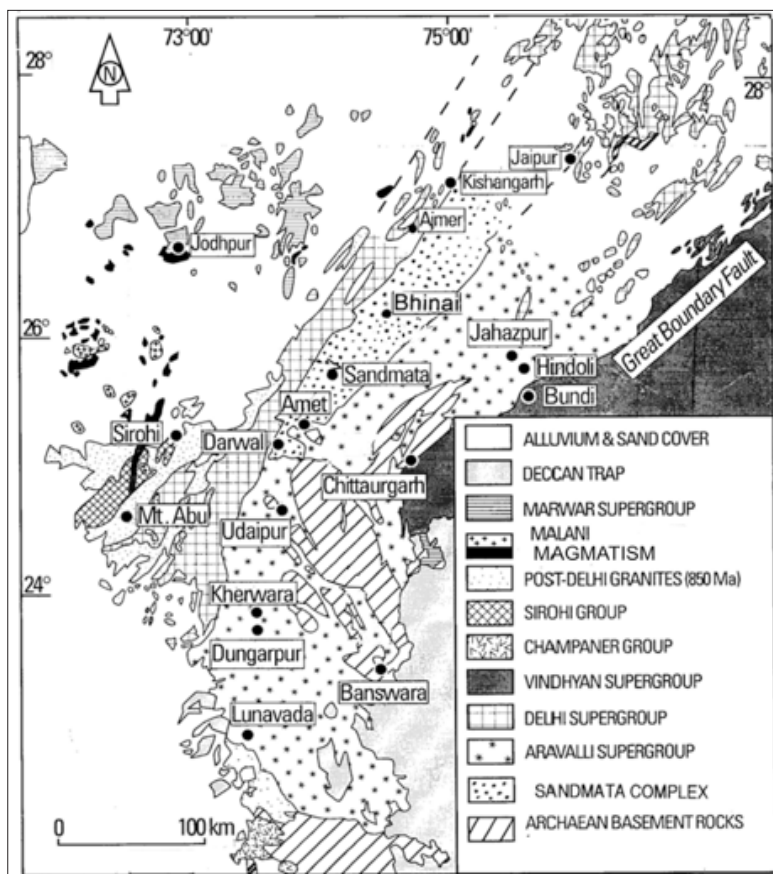 73°00'
75°00'
28°
28°
N
Jaipur
Kishangarh
Ajmer
Jodhpur
Bhinai
Great Boundary Fault
26°
Jahazpur
Hindoli
Sandmata
Bundi
Amet
Sirohi
Darwal
Chittaurgarh
Mt. Abu
Udaipur
24°
Kherwara
Dungarpur
Banswara
Lunavada
0 100 km
ALLUVIUM & SAND COVER
DECCAN TRAP
MARWAR SUPERGROUP
MALANI
MAGMATISM
POST-DELHI GRANITES (850 Ma)
SIROHI GROUP
CHAMPANER GROUP
VINDHYAN SUPERGROUP
DELHI SUPERGROUP
ARAVALLI SUPERGROUP
SANDMATA COMPLEX
ARCHAEAN BASEMENT ROCKS